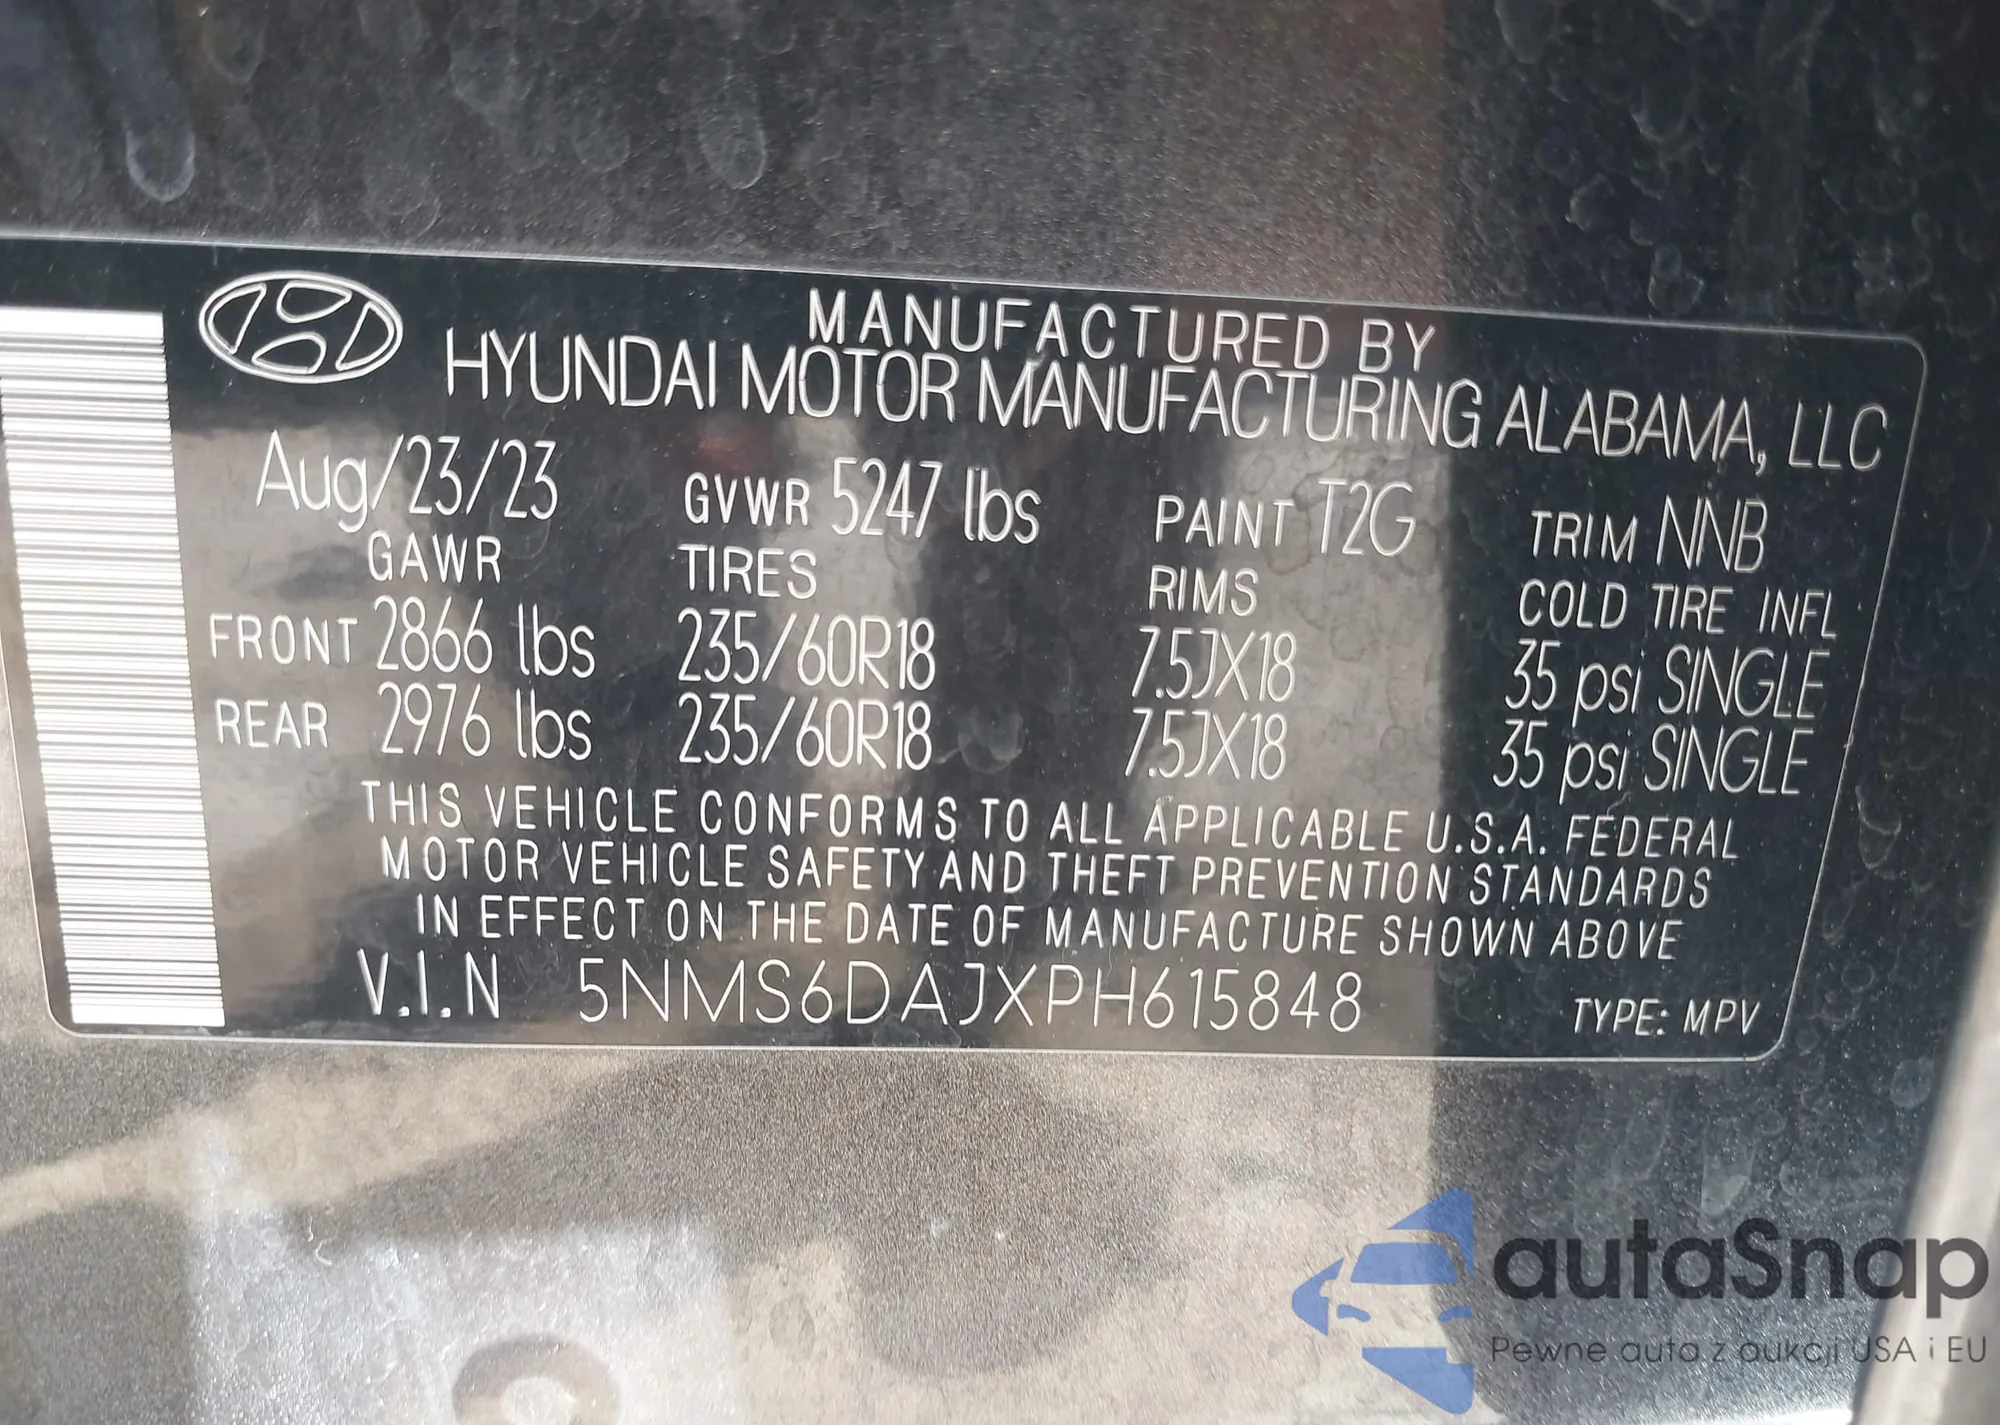 MANUFACTURED BY
HYUNDAI MOTOR MANUFACTURING ALABAMA, LLC
Aug/23/23 GVWR 5247 lbs PAINT T2G TRIM NNB
GAWR TIRES RIMS COLD TIRE INFL.
FRONT 2866 lbs 235/60R18 7.5JX18 35 psi SINGLE
REAR 2976 lbs 235/60R18 7.5JX18 35 psi SINGLE
THIS VEHICLE CONFORMS TO ALL APPLICABLE U.S.A. FEDERAL
MOTOR VEHICLE SAFETY AND THEFT PREVENTION STANDARDS
IN EFFECT ON THE DATE OF MANUFACTURE SHOWN ABOVE
V.I.N 5NMS6DAJXPH615848 TYPE: MPV
autaSnap
Pewne auta z aukcji USA i EU